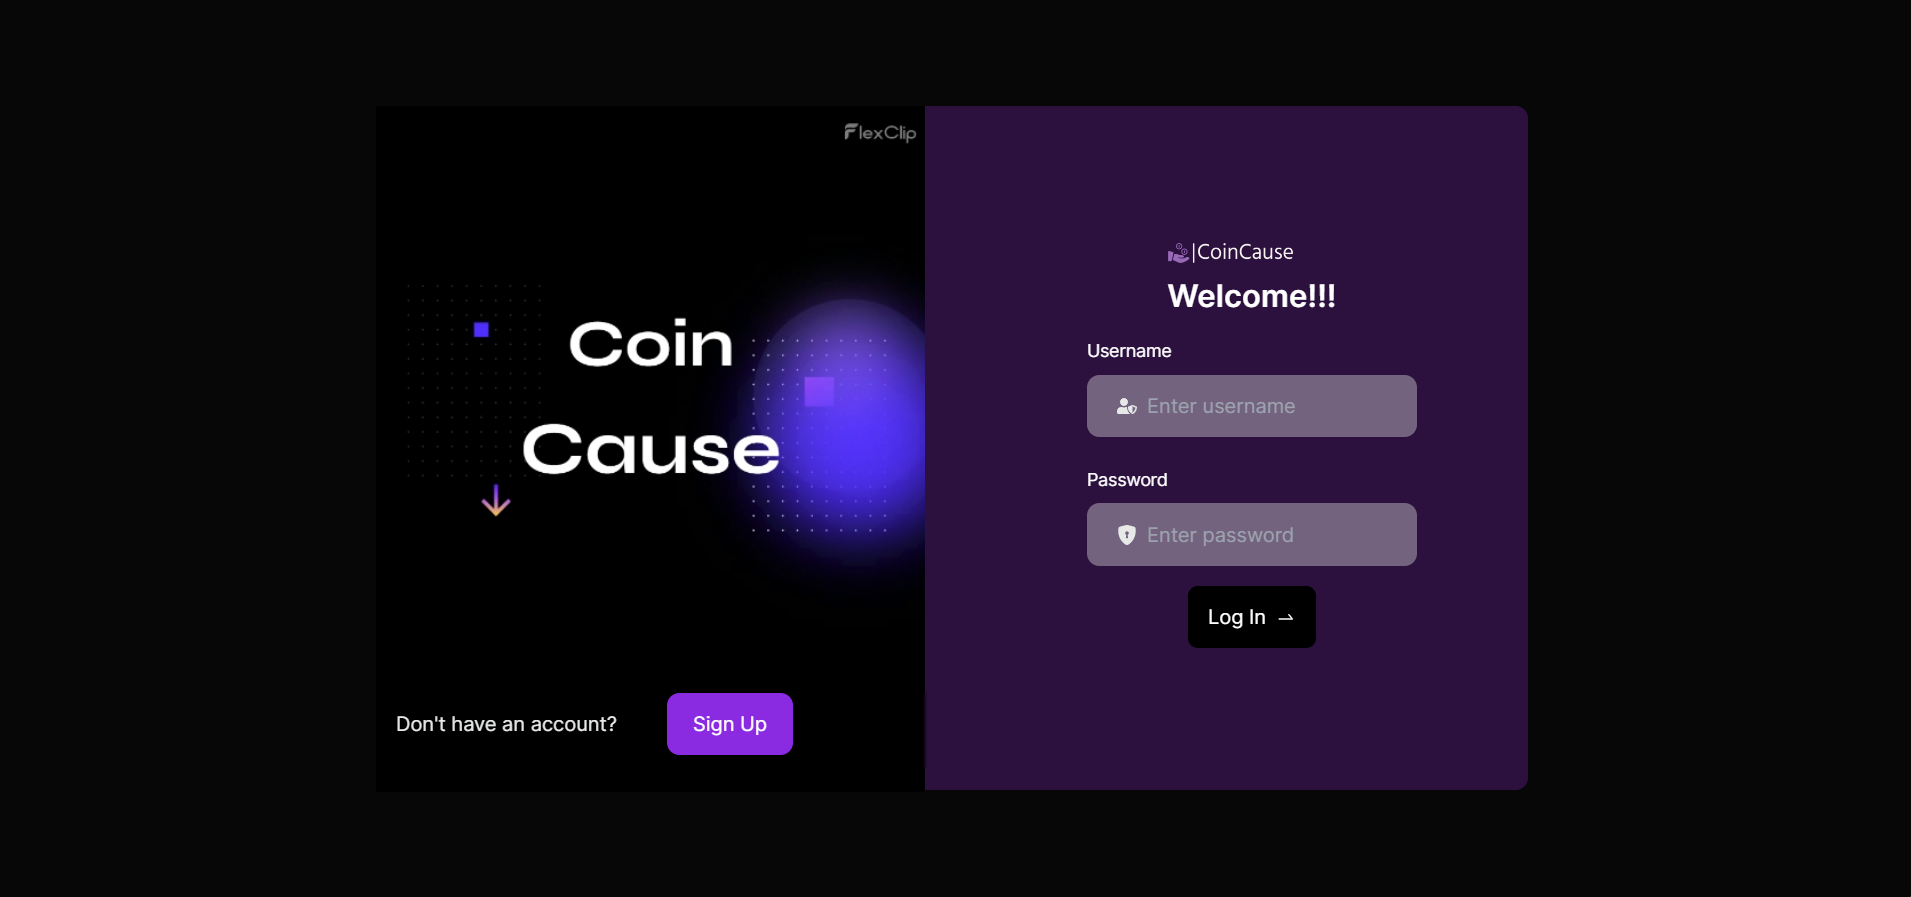 FlexClip
Coin
Cause
Don't have an account?
Sign Up
|CoinCause
Welcome!!!
Username
Enter username
Password
Enter password
Log In